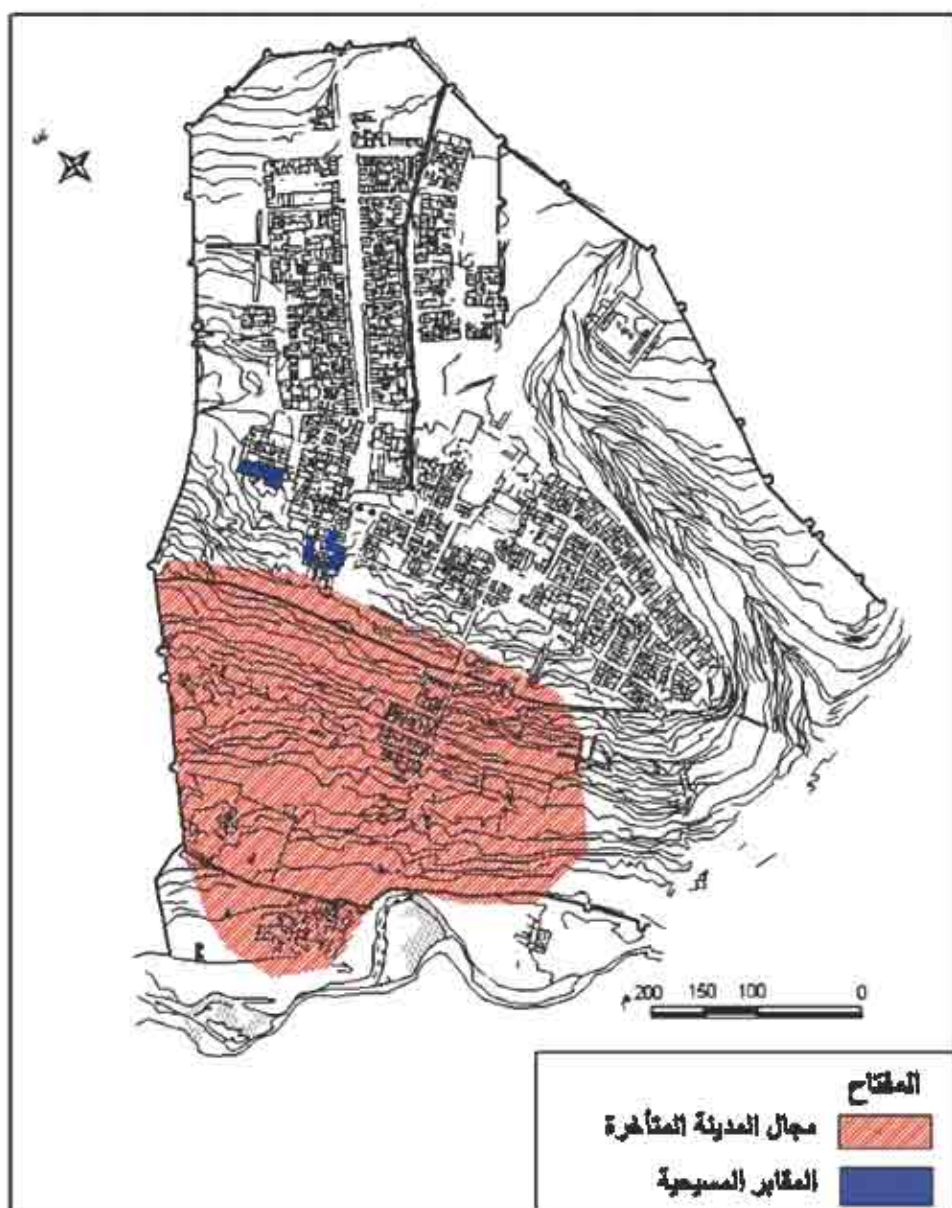 ش
م 200 150 100 0
المفتاح
مجال المدينة المتأخرة
المقابر المسيحية